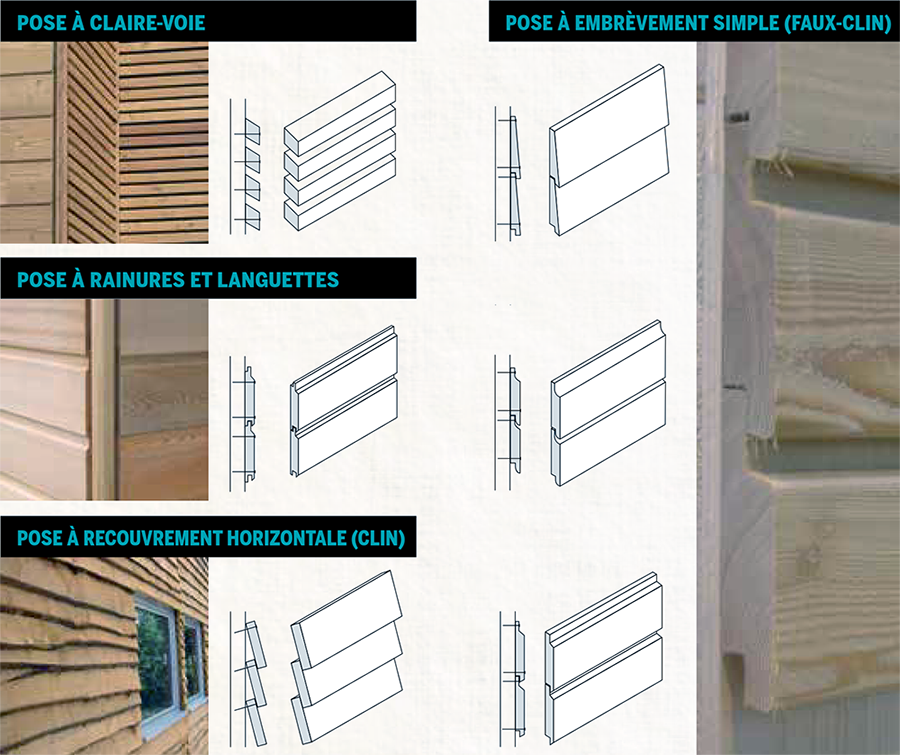 POSE À CLAIRE-VOIE
POSE À EMBRÈVEMENT SIMPLE (FAUX-CLIN)
POSE À RAINURES ET LANGUETTES
POSE À RECOUVREMENT HORIZONTALE (CLIN)